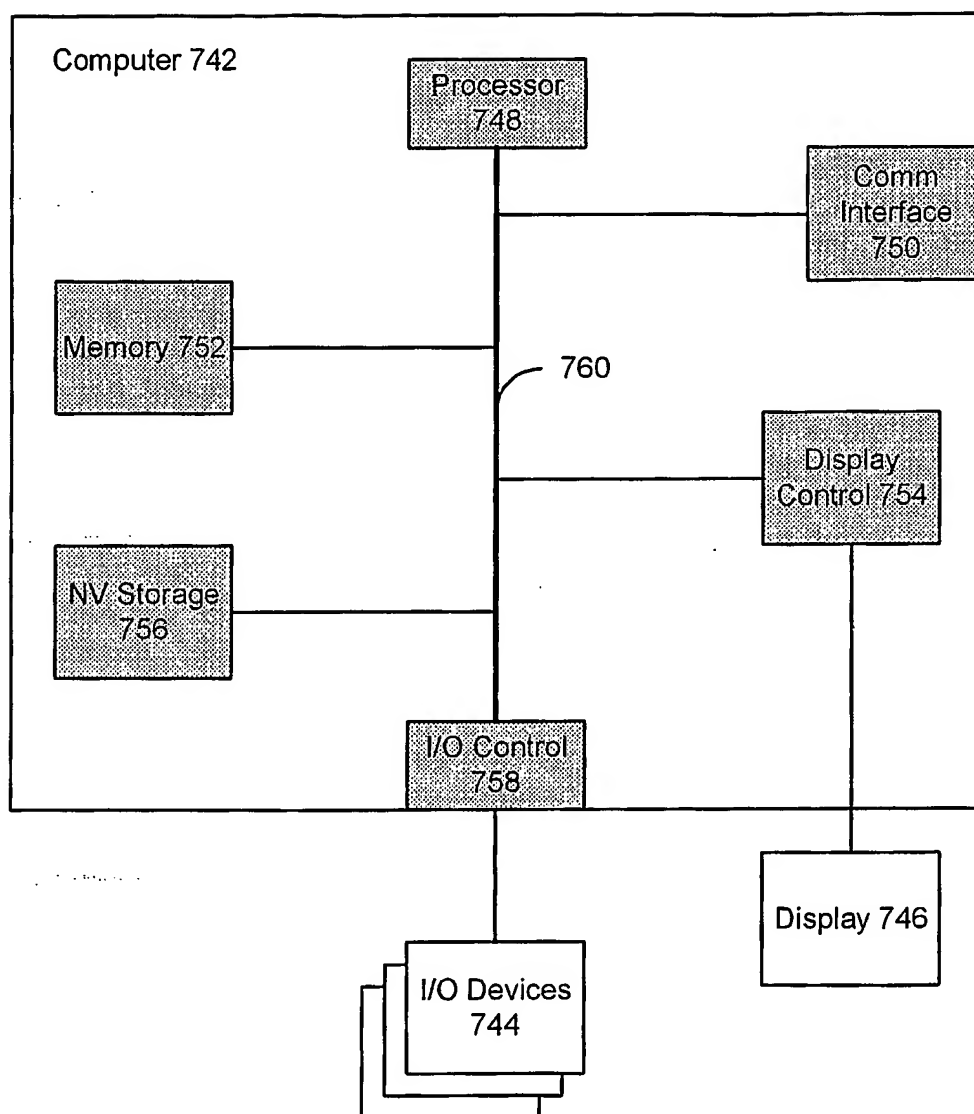 Computer 742
Processor
748
Comm
Interface
750
Memory 752
760
Display
Control 754
NV Storage
756
I/O Control
758
Display 746
I/O Devices
744